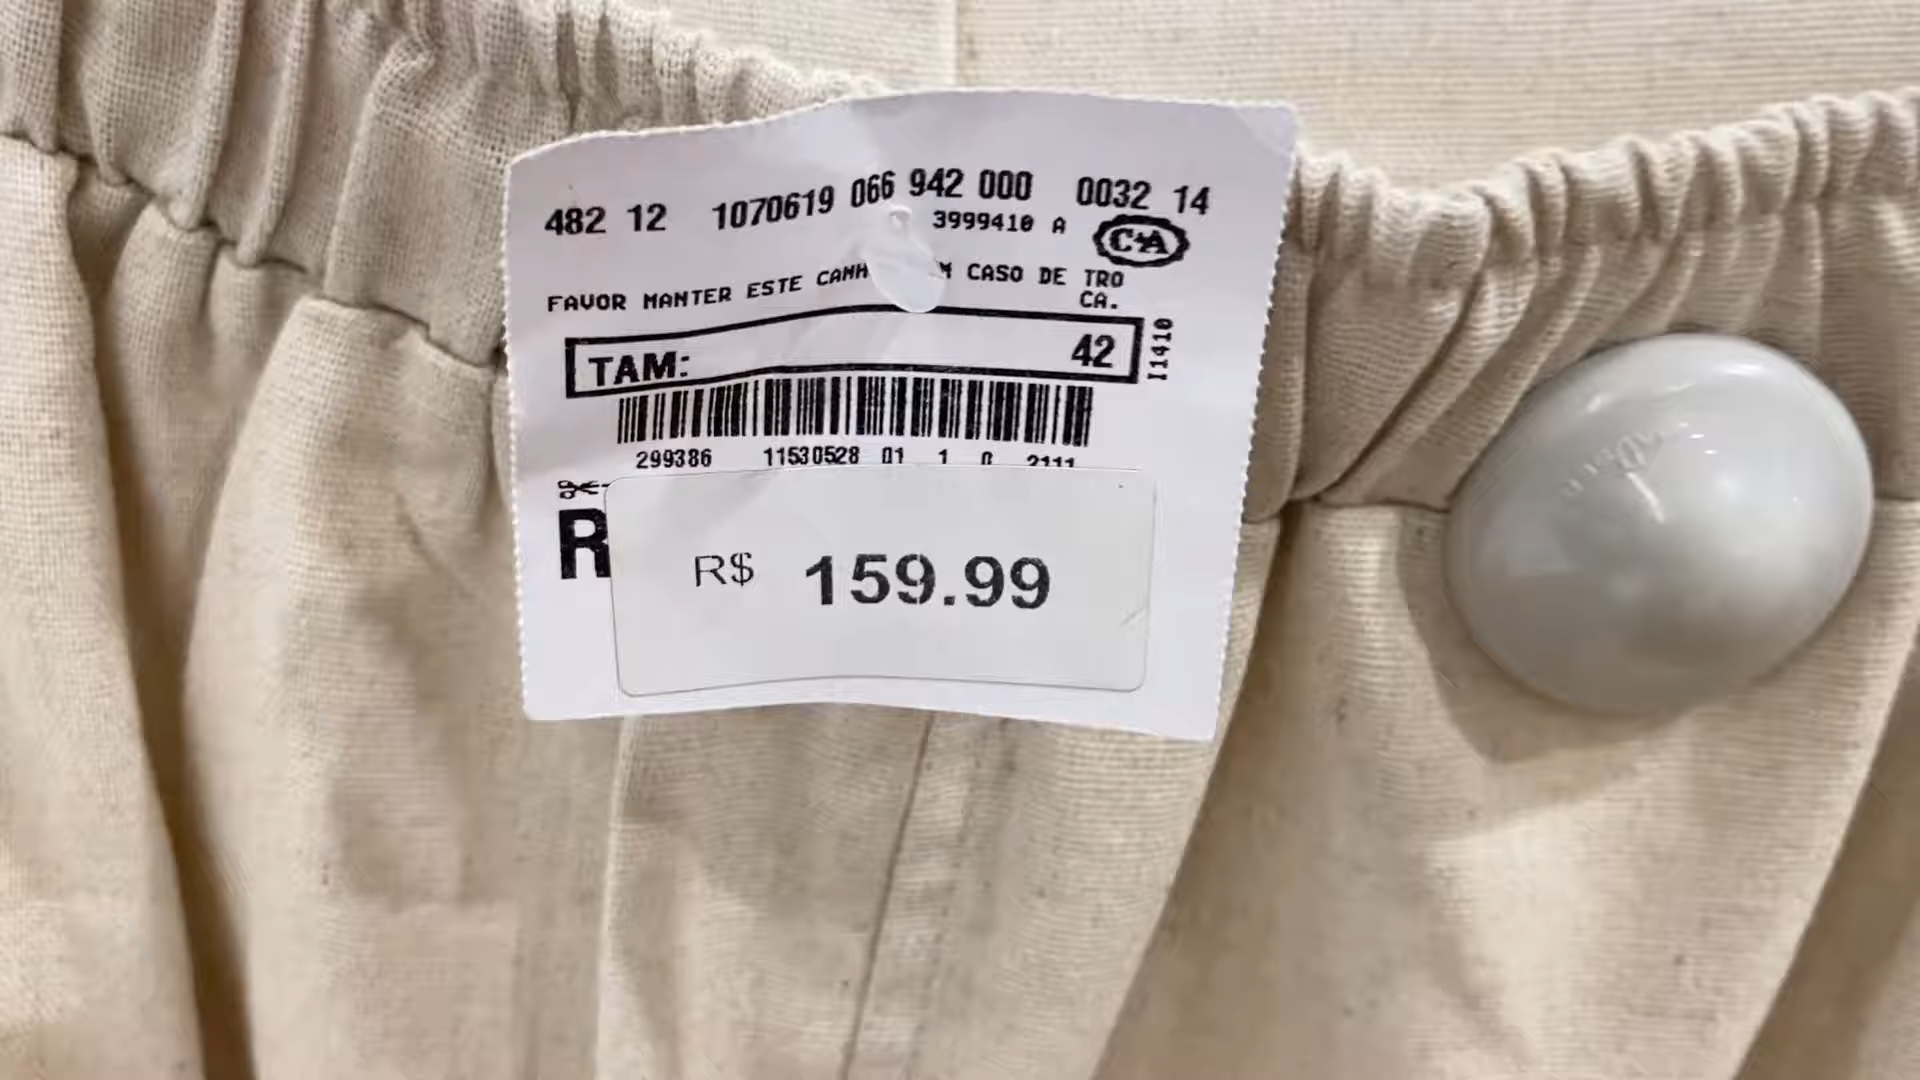 482 12 1070619 066 942 000 0032 14
3999410 A
C&A
FAVOR MANTER ESTE CANH M CASO DE TRO
CA.
TAM: 42
I1410
299386 11530528 01 1 0 2111
R
R$ 159.99